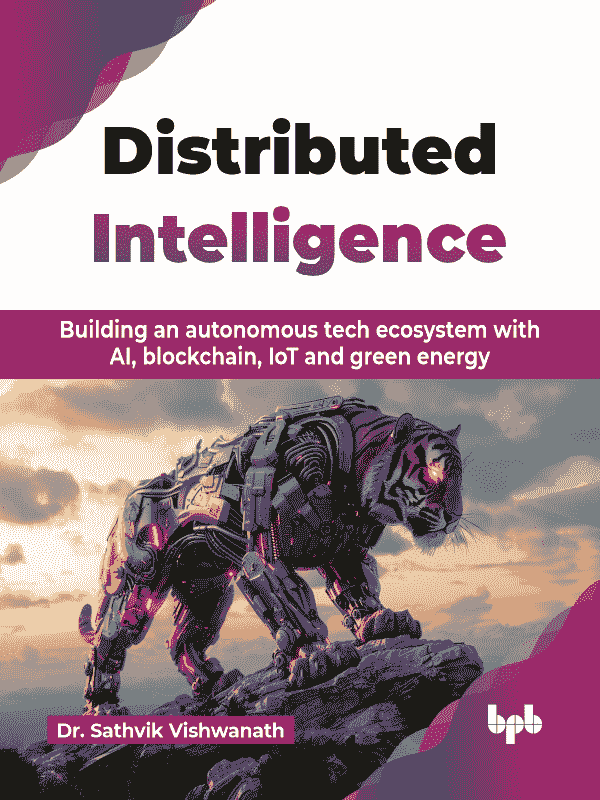 Distributed
Intelligence
Building an autonomous tech ecosystem with
AI, blockchain, IoT and green energy
Dr. Sathvik Vishwanath
bpb